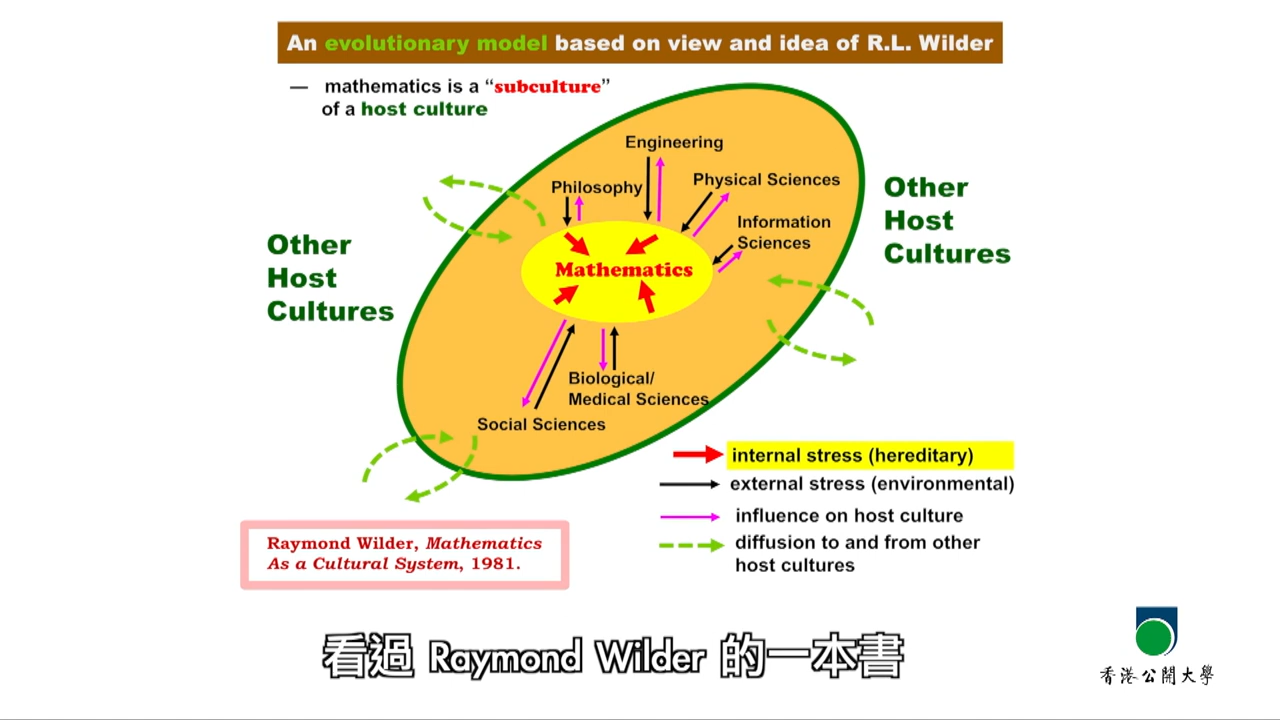 An evolutionary model based on view and idea of R.L. Wilder
— mathematics is a “subculture”
of a host culture
Engineering
Philosophy
Physical Sciences
Information
Sciences
Mathematics
Biological/
Medical Sciences
Social Sciences
Other
Host
Cultures
Other
Host
Cultures
internal stress (hereditary)
external stress (environmental)
influence on host culture
diffusion to and from other
host cultures
Raymond Wilder, Mathematics
As a Cultural System, 1981.
看過 Raymond Wilder 的一本書
香港公開大學